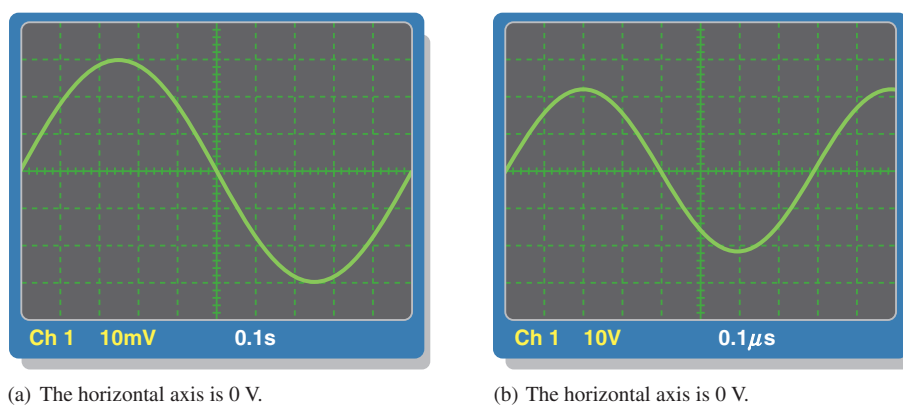 Ch 1 10mV 0.1s
(a) The horizontal axis is 0 V.
Ch 1 10V 0.1μs
(b) The horizontal axis is 0 V.